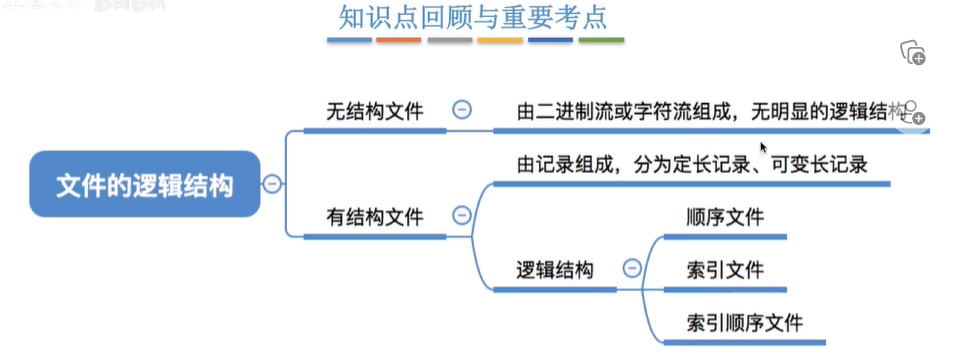 知识点回顾与重要考点
无结构文件
由二进制流或字符流组成，无明显的逻辑结构
文件的逻辑结构
由记录组成，分为定长记录、可变长记录
有结构文件
顺序文件
逻辑结构
索引文件
索引顺序文件